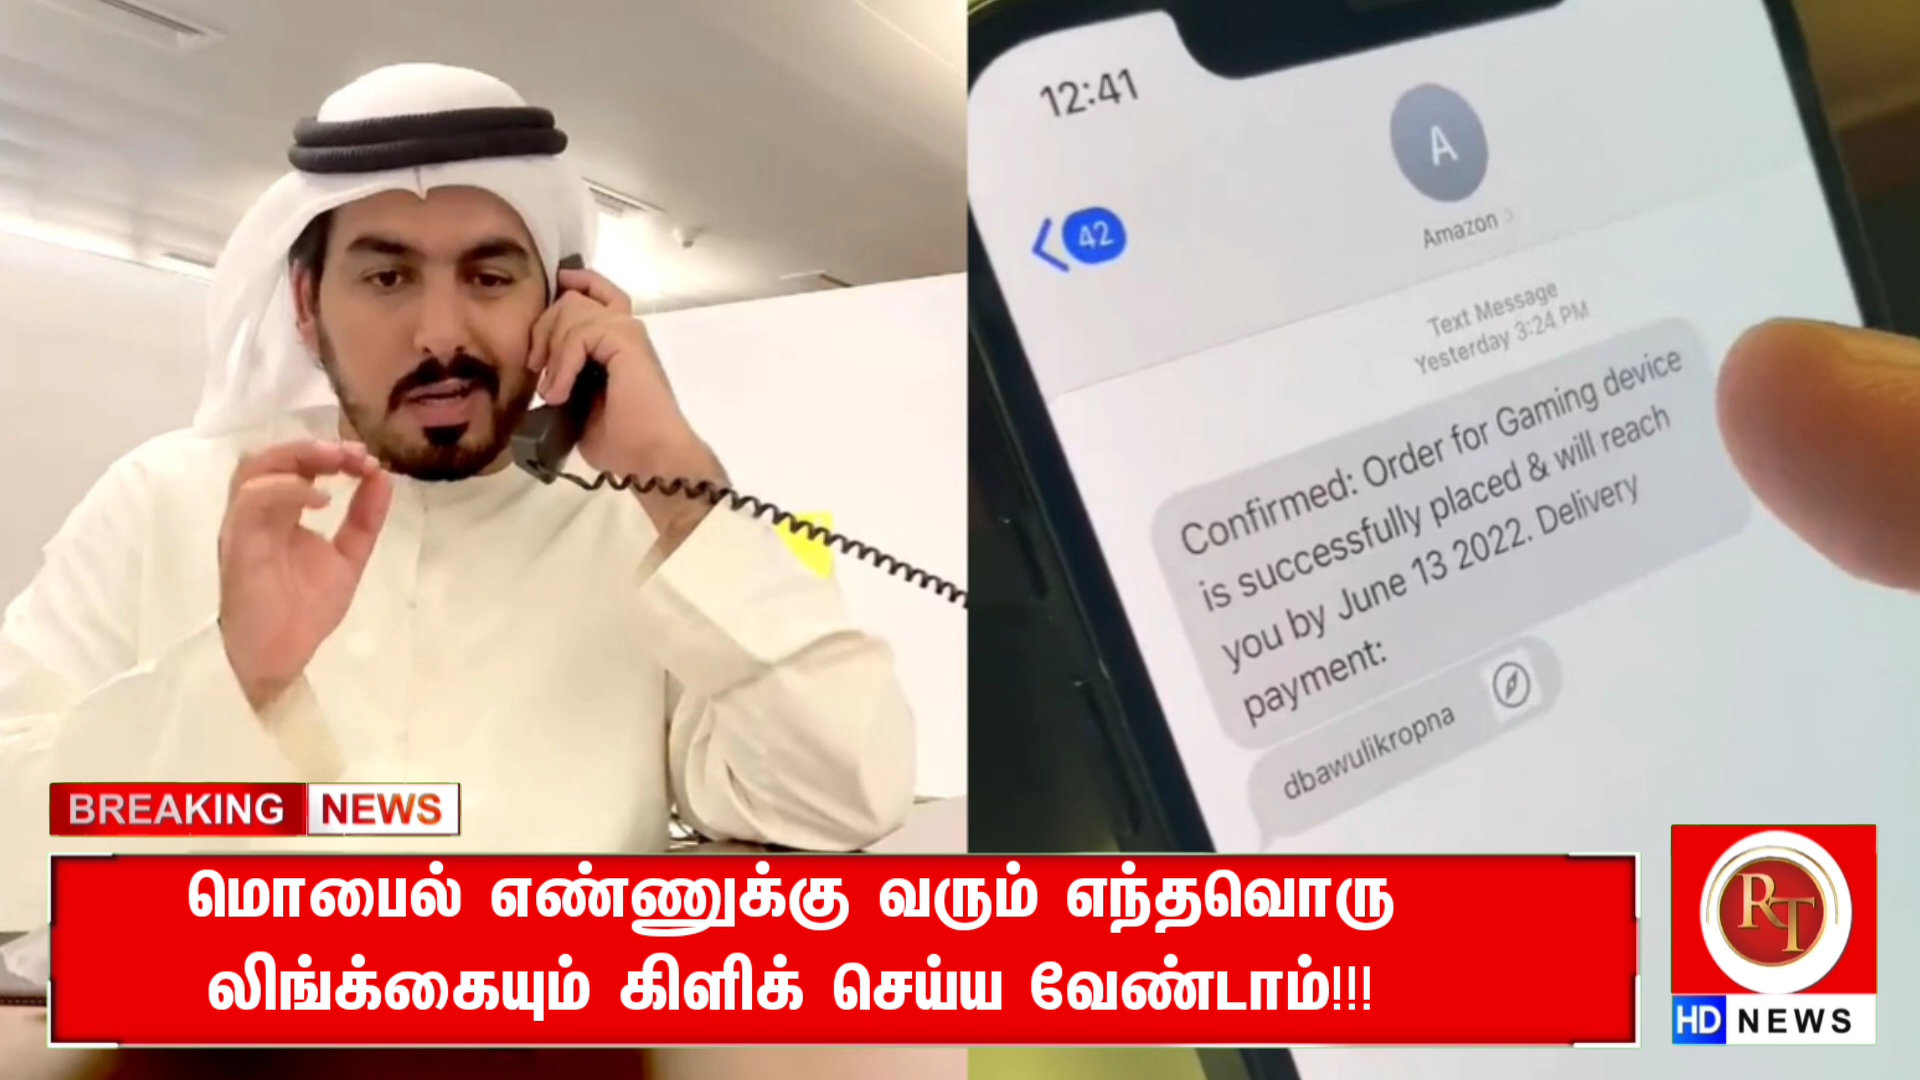 12:41
A
42
Amazon
Text Message
Yesterday 3:24 PM
Confirmed: Order for Gaming device
is successfully placed & will reach
you by June 13 2022. Delivery
payment:
dbawulikropna
BREAKING NEWS
மொபைல் எண்ணுக்கு வரும் எந்தவொரு
லிங்க்கையும் கிளிக் செய்ய வேண்டாம்!!!
RT
HD NEWS